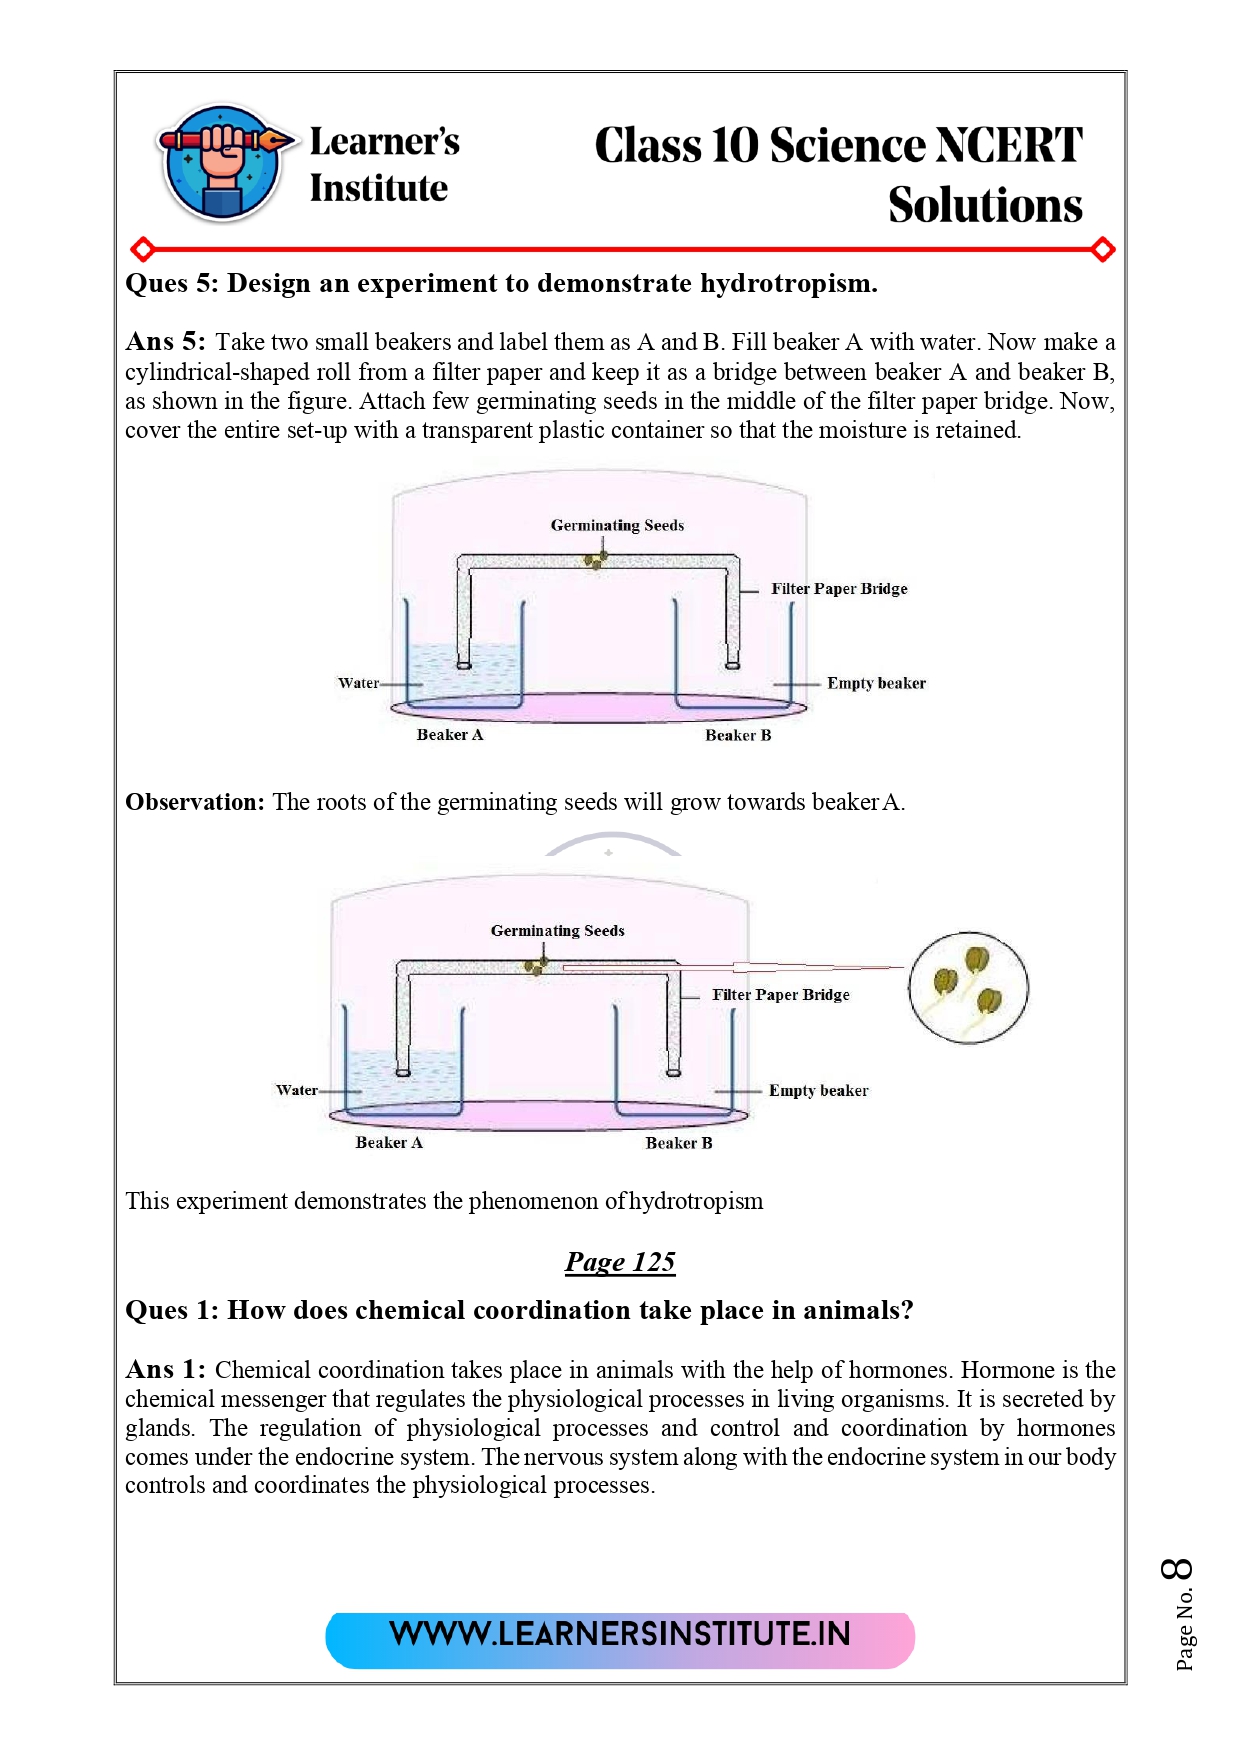 Learner's
Institute
Class 10 Science NCERT
Solutions
Ques 5: Design an experiment to demonstrate hydrotropism.
Ans 5: Take two small beakers and label them as A and B. Fill beaker A with water. Now make a
cylindrical-shaped roll from a filter paper and keep it as a bridge between beaker A and beaker B,
as shown in the figure. Attach few germinating seeds in the middle of the filter paper bridge. Now,
cover the entire set-up with a transparent plastic container so that the moisture is retained.
Germinating Seeds
Filter Paper Bridge
Water
Empty beaker
Beaker A
Beaker B
Observation: The roots of the germinating seeds will grow towards beaker A.
Germinating Seeds
Filter Paper Bridge
Water
Empty beaker
Beaker A
Beaker B
This experiment demonstrates the phenomenon of hydrotropism
Page 125
Ques 1: How does chemical coordination take place in animals?
Ans 1: Chemical coordination takes place in animals with the help of hormones. Hormone is the
chemical messenger that regulates the physiological processes in living organisms. It is secreted by
glands. The regulation of physiological processes and control and coordination by hormones
comes under the endocrine system. The nervous system along with the endocrine system in our body
controls and coordinates the physiological processes.
Page No. 8
WWW.LEARNERSINSTITUTE.IN